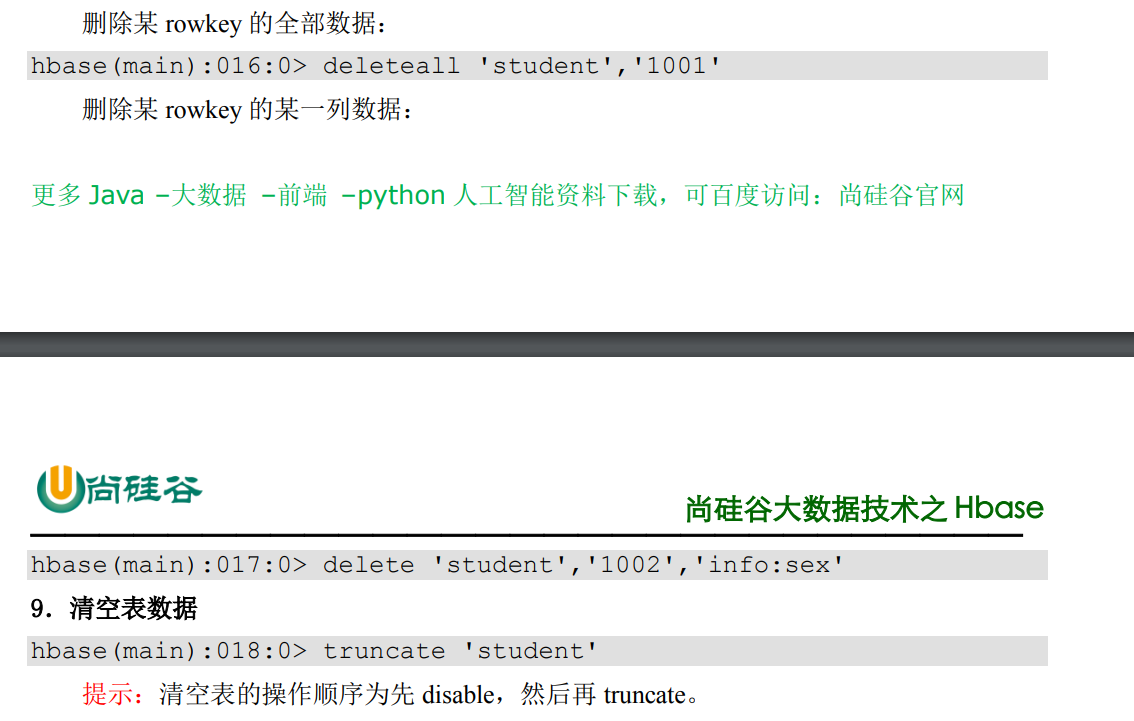 删除某 rowkey 的全部数据：
hbase(main):016:0> deleteall 'student','1001'
删除某 rowkey 的某一列数据：
更多 Java –大数据 –前端 –python 人工智能资料下载，可百度访问：尚硅谷官网
尚硅谷
尚硅谷大数据技术之 Hbase
hbase(main):017:0> delete 'student','1002','info:sex'
9．清空表数据
hbase(main):018:0> truncate 'student'
提示：清空表的操作顺序为先 disable，然后再 truncate。